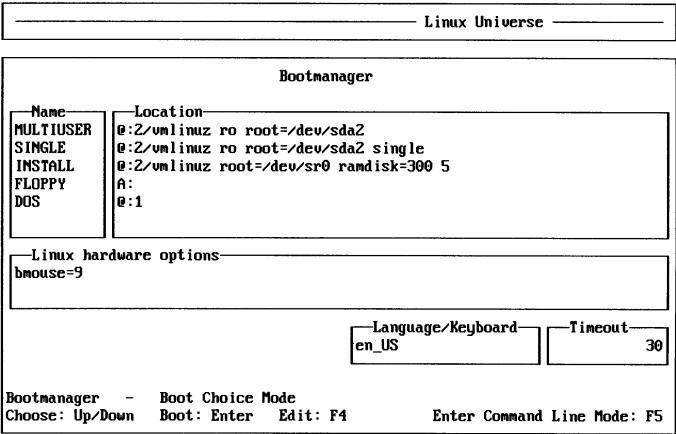 Linux Universe
Bootmanager
Name Location
MULTIUSER @:2/vmlinuz ro root=/dev/sda2
SINGLE @:2/vmlinuz ro root=/dev/sda2 single
INSTALL @:2/vmlinuz root=/dev/sr0 ramdisk=300 5
FLOPPY A:
DOS @:1
Linux hardware options
bmouse=9
Language/Keyboard Timeout
en_US 30
Bootmanager - Boot Choice Mode
Choose: Up/Down Boot: Enter Edit: F4 Enter Command Line Mode: F5